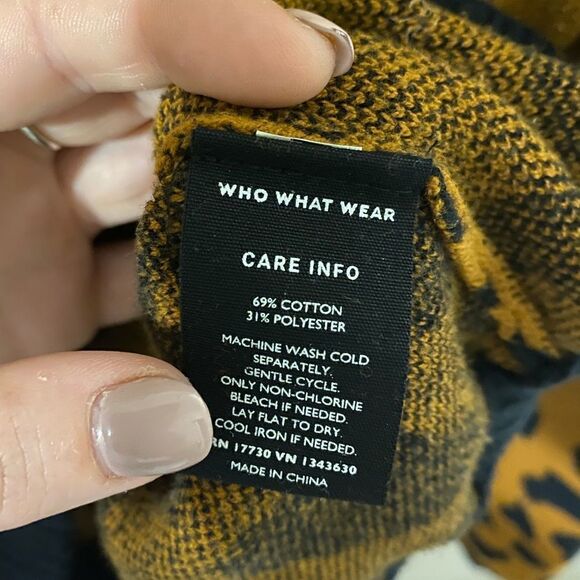 WHO WHAT WEAR
CARE INFO
69% COTTON
31% POLYESTER
MACHINE WASH COLD
SEPARATELY.
GENTLE CYCLE.
ONLY NON-CHLORINE
BLEACH IF NEEDED.
LAY FLAT TO DRY.
COOL IRON IF NEEDED.
RN 17730 VN 1343630
MADE IN CHINA